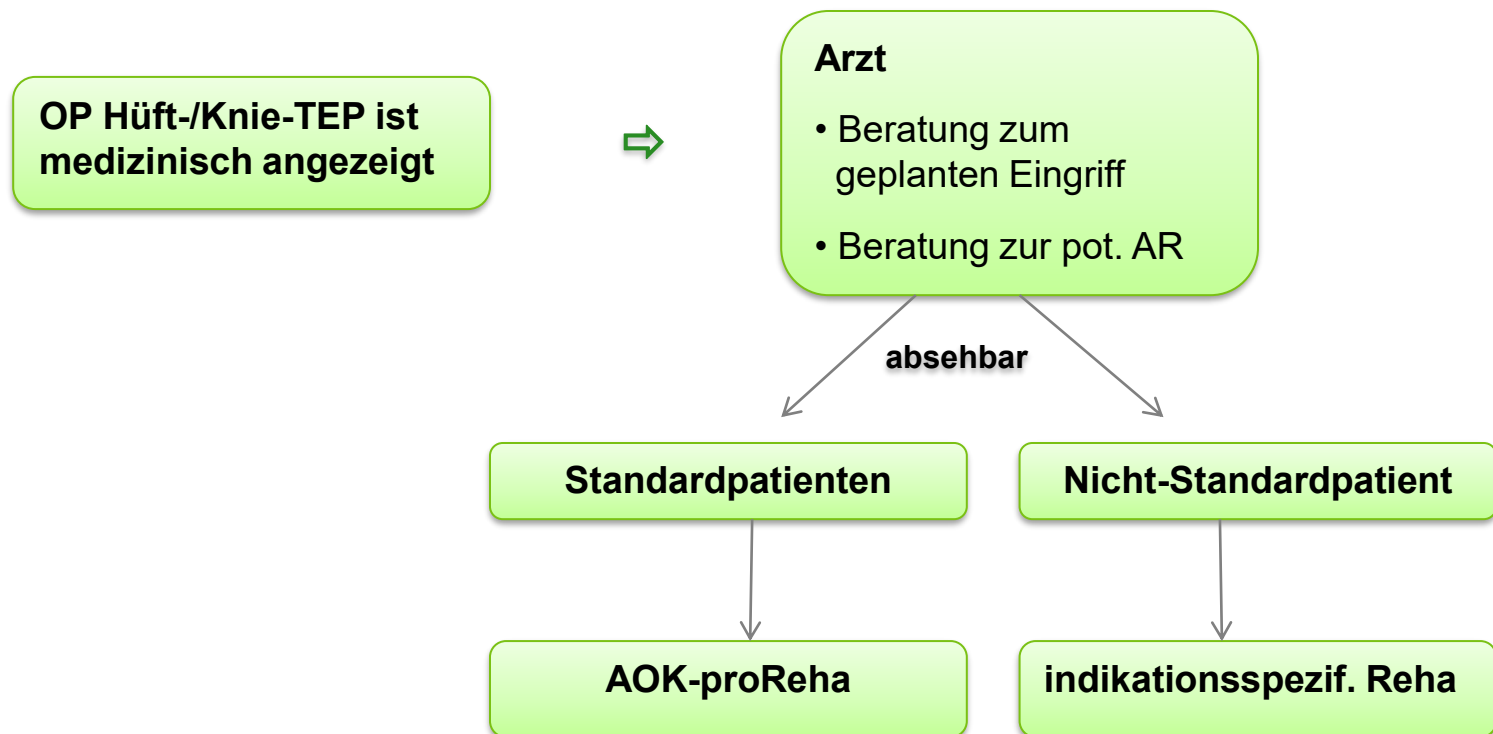 OP Hüft-/Knie-TEP ist
medizinisch angezeigt
Arzt
• Beratung zum
geplanten Eingriff
• Beratung zur pot. AR
absehbar
Standardpatienten
Nicht-Standardpatient
AOK-proReha
indikationsspezif. Reha